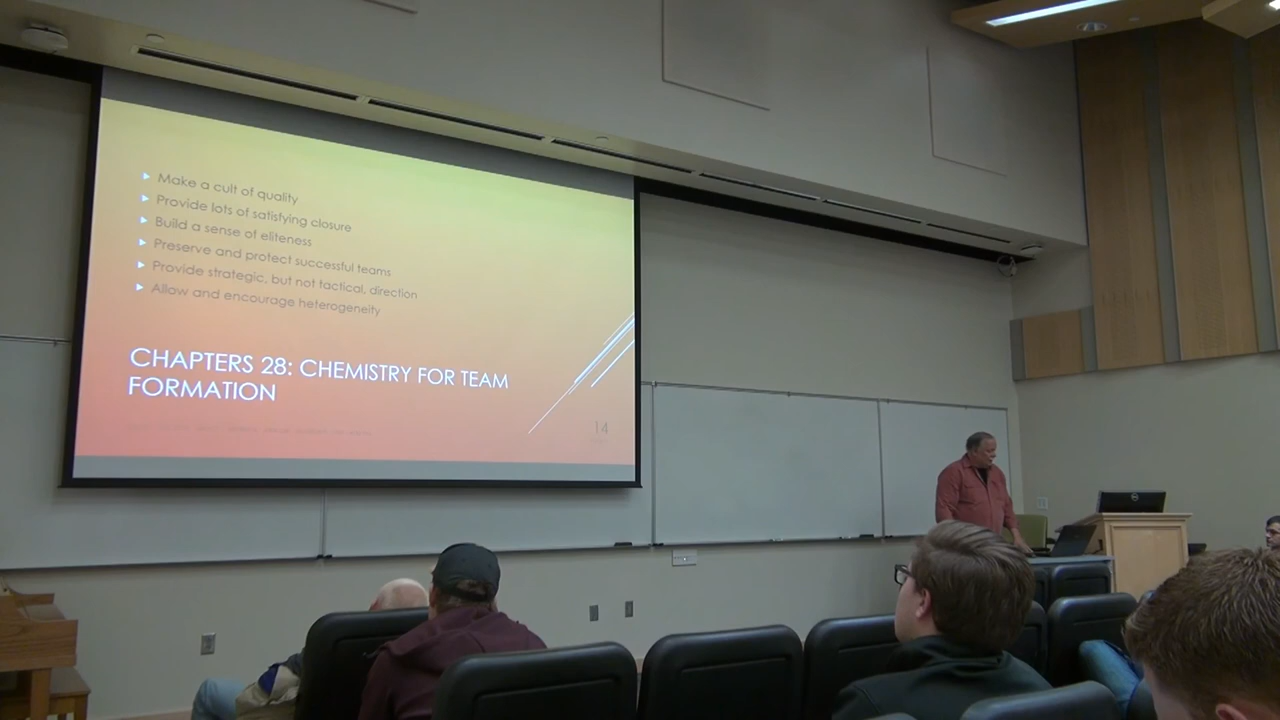 Make a cult of quality
Provide lots of satisfying closure
Build a sense of eliteness
Preserve and protect successful teams
Provide strategic, but not tactical, direction
Allow and encourage heterogeneity
CHAPTERS 28: CHEMISTRY FOR TEAM
FORMATION
14